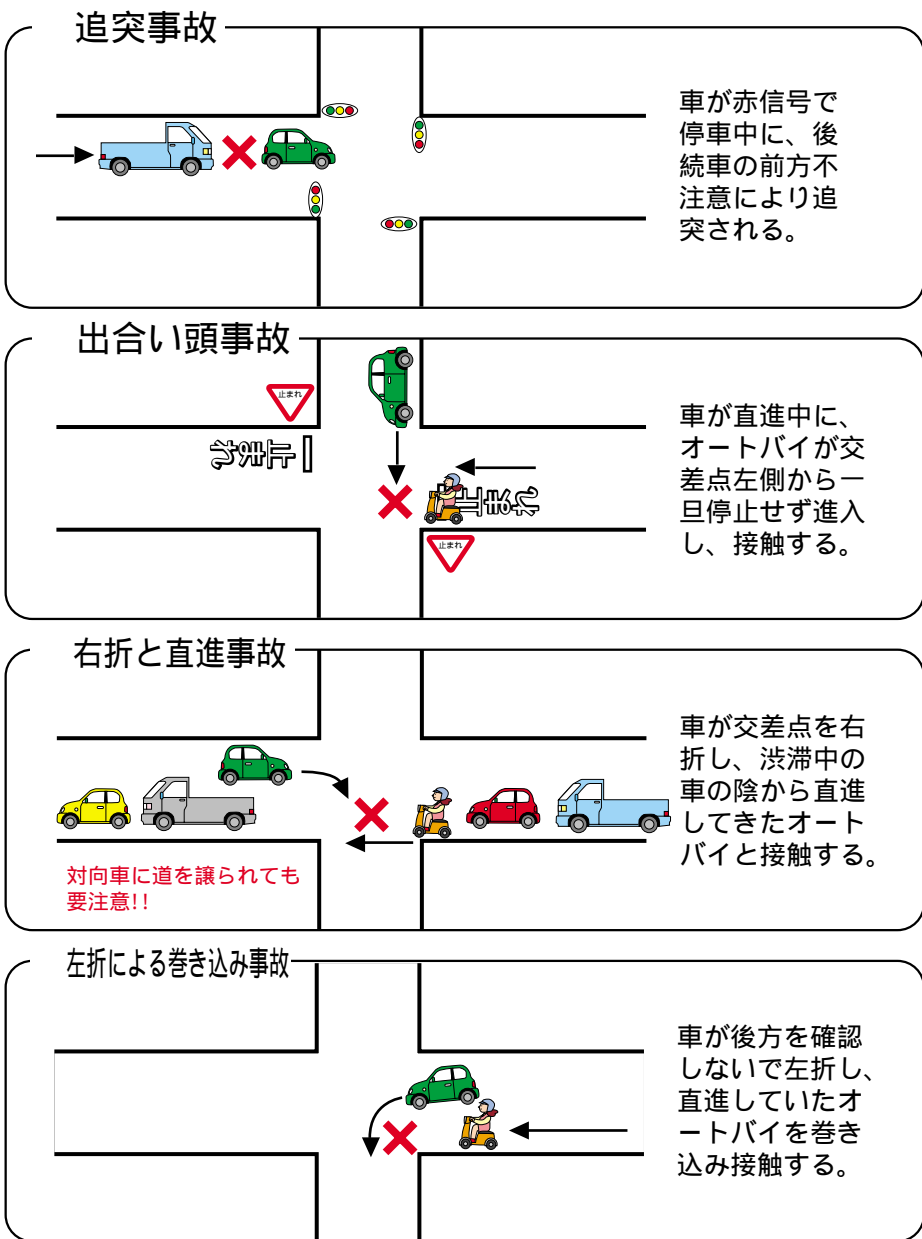 追突事故
車が赤信号で
停車中に、後
続車の前方不
注意により追
突される。
出合い頭事故
止まれ
止まれ
止まれ
止まれ
車が直進中に、
オートバイが交
差点左側から一
旦停止せず進入
し、接触する。
右折と直進事故
対向車に道を譲られても
要注意!!
車が交差点を右
折し、渋滞中の
車の陰から直進
してきたオート
バイと接触する。
左折による巻き込み事故
車が後方を確認
しないで左折し、
直進していたオ
ートバイを巻き
込み接触する。